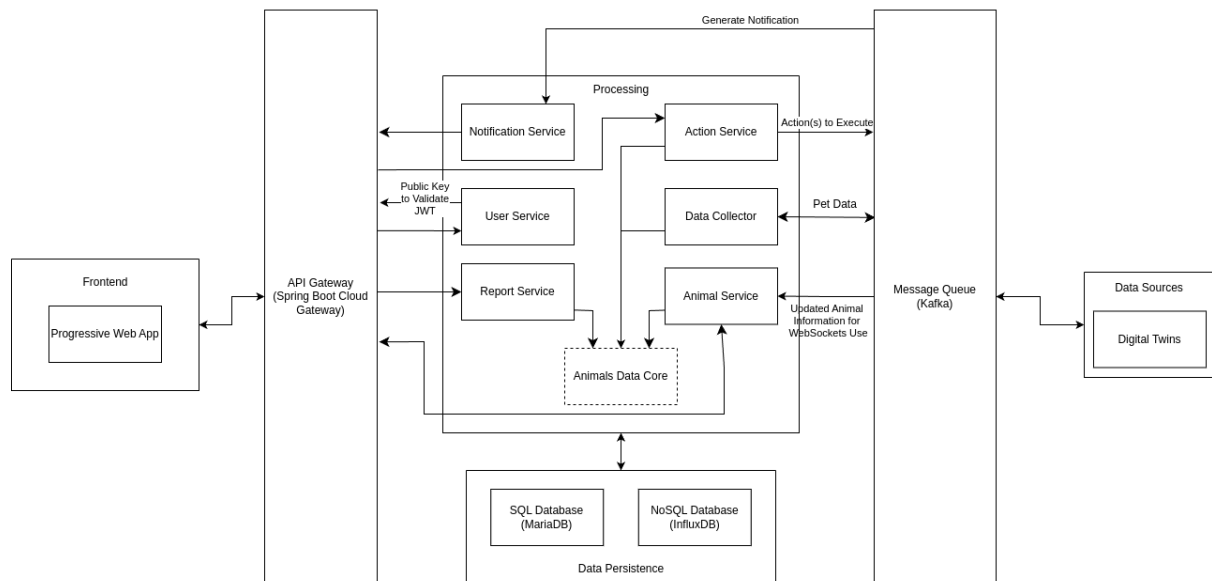 Generate Notification
Processing
Notification Service
Action Service
Action(s) to Execute
Public Key
to Validate
JWT
User Service
Data Collector
Pet Data
Frontend
Progressive Web App
API Gateway
(Spring Boot Cloud
Gateway)
Report Service
Animal Service
Updated Animal
Information for
WebSockets Use
Message Queue
(Kafka)
Data Sources
Digital Twins
Animals Data Core
SQL Database
(MariaDB)
NoSQL Database
(InfluxDB)
Data Persistence